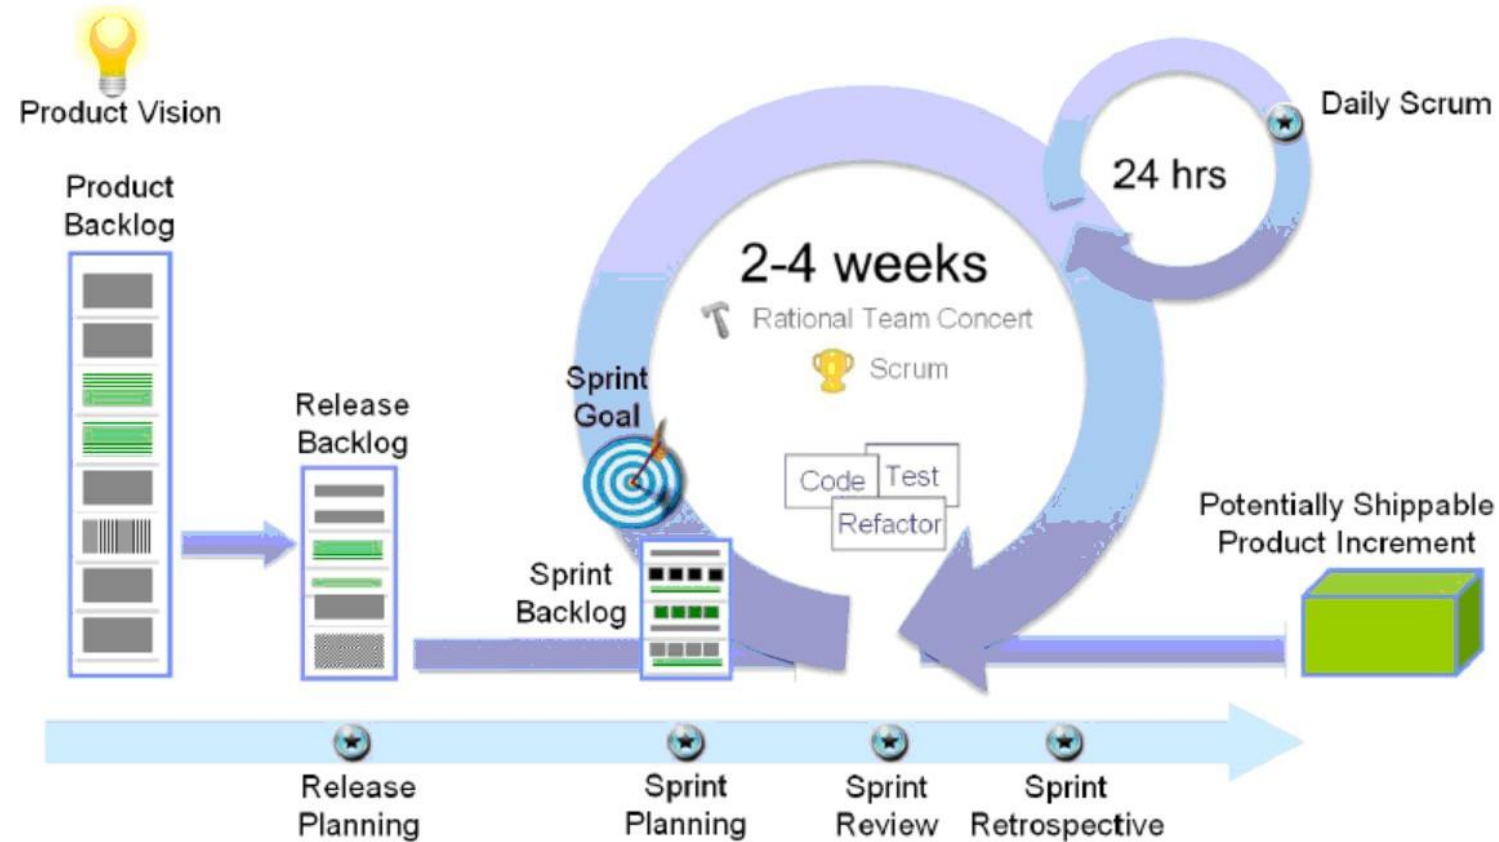 Product Vision
Product
Backlog
Release
Backlog
Sprint
Goal
Sprint
Backlog
2-4 weeks
Rational Team Concert
Scrum
Code
Test
Refactor
24 hrs
Daily Scrum
Potentially Shippable
Product Increment
Release
Planning
Sprint
Planning
Sprint
Review
Sprint
Retrospective